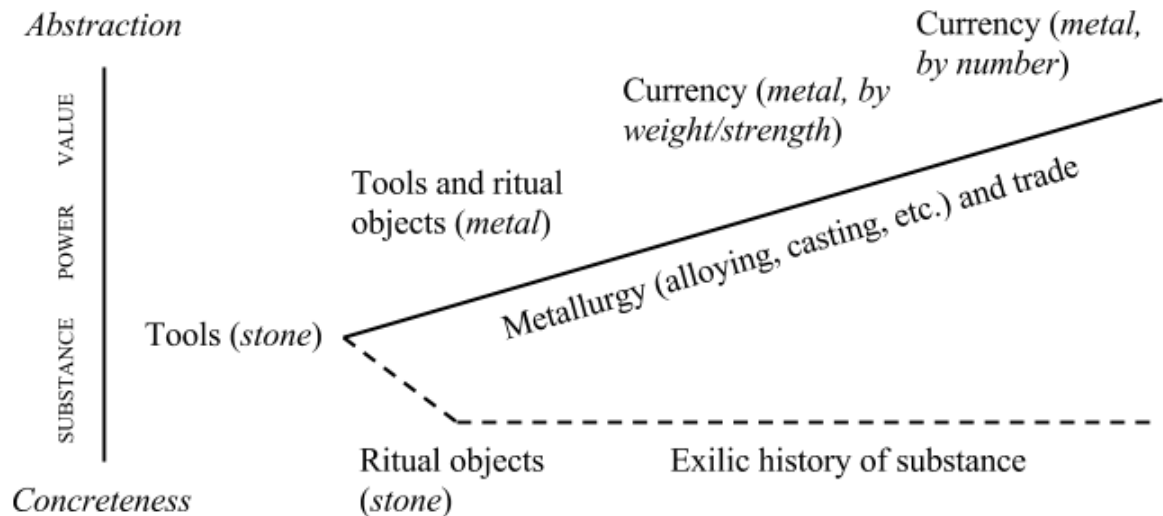 Abstraction
Currency (metal,
by number)
Currency (metal, by
weight/strength)
VALUE
Tools and ritual
objects (metal)
POWER
Metallurgy (alloying, casting, etc.) and trade
Tools (stone)
SUBSTANCE
Ritual objects
(stone)
Exilic history of substance
Concreteness